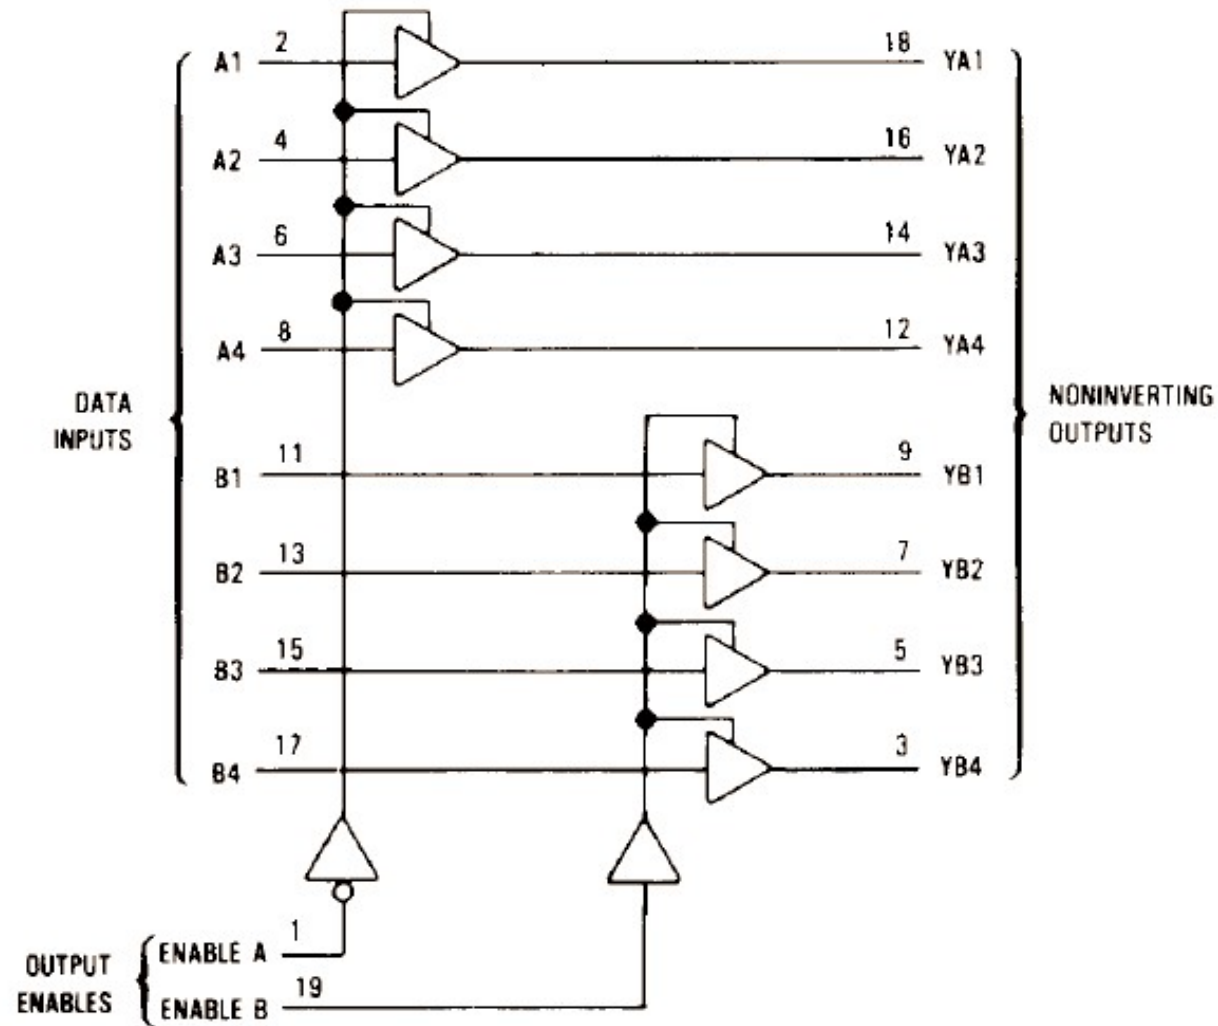 A1 2 18 YA1
A2 4 16 YA2
A3 6 14 YA3
A4 8 12 YA4
DATA
INPUTS
NONINVERTING
OUTPUTS
B1 11 9 YB1
B2 13 7 YB2
B3 15 5 YB3
B4 17 3 YB4
OUTPUT
ENABLES
ENABLE A 1
ENABLE B 19